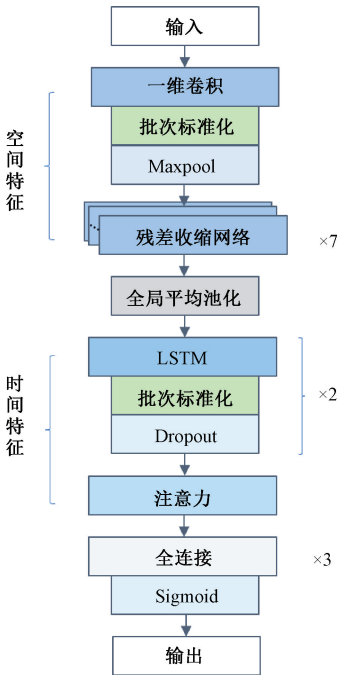 输入
一维卷积
批次标准化
Maxpool
空间特征
残差收缩网络
×7
全局平均池化
LSTM
批次标准化
Dropout
×2
时间特征
注意力
全连接
×3
Sigmoid
输出